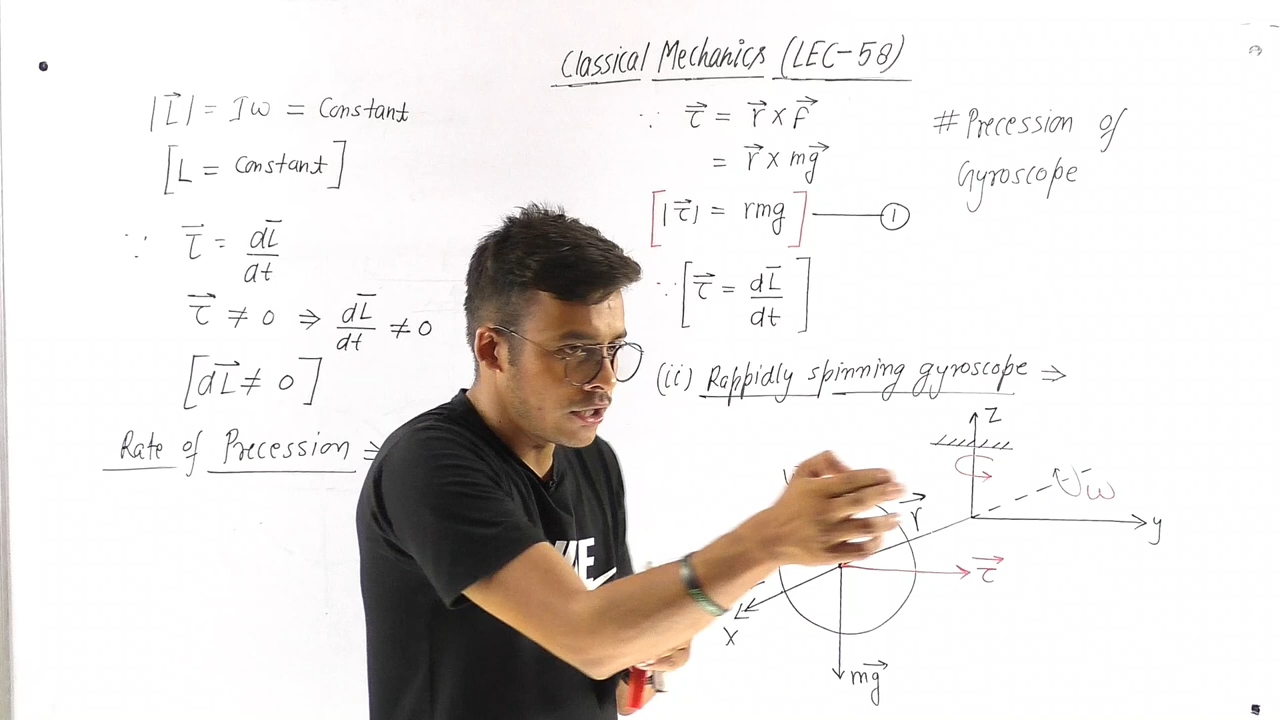 Classical Mechanics (LEC-58)
|L⃗| = Iω = Constant
[L = Constant]
∵ τ⃗ = dL̅/dt
τ⃗ ≠ 0 ⇒ dL̅/dt ≠ 0
[dL⃗ ≠ 0]
Rate of Precession ⇒
∵ τ⃗ = r⃗ × F⃗
= r⃗ × mg⃗
[|τ⃗| = rmg] — ①
∵ [τ⃗ = dL̅/dt]
# Precession of
Gyroscope
(ii) Rappidly spinning gyroscope ⇒
z
ω
r⃗
y
τ⃗
x
mg⃗